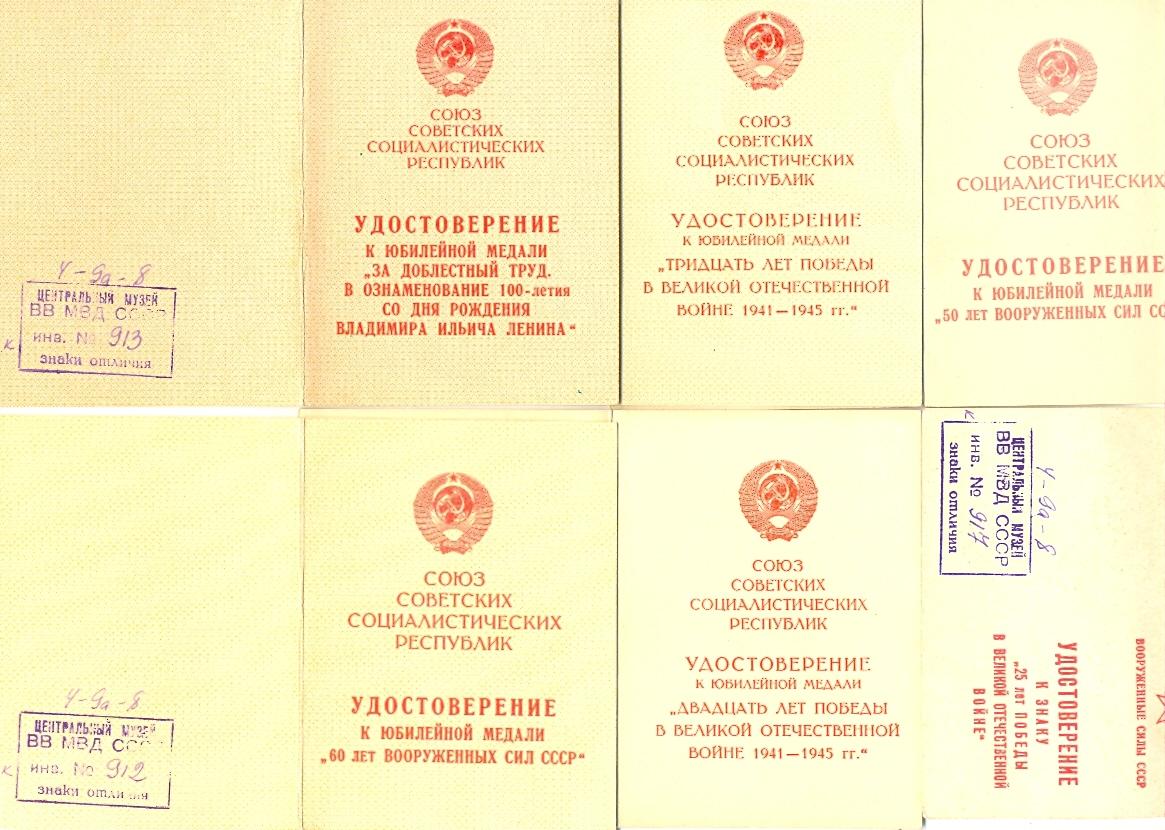 4-9а-8
ЦЕНТРАЛЬНЫЙ МУЗЕЙ
ВВ МВД СССР
к инв. № 913
знаки отличия
СОЮЗ
СОВЕТСКИХ
СОЦИАЛИСТИЧЕСКИХ
РЕСПУБЛИК
УДОСТОВЕРЕНИЕ
К ЮБИЛЕЙНОЙ МЕДАЛИ
„ЗА ДОБЛЕСТНЫЙ ТРУД.
В ОЗНАМЕНОВАНИЕ 100-летия
СО ДНЯ РОЖДЕНИЯ
ВЛАДИМИРА ИЛЬИЧА ЛЕНИНА“
СОЮЗ
СОВЕТСКИХ
СОЦИАЛИСТИЧЕСКИХ
РЕСПУБЛИК
УДОСТОВЕРЕНИЕ
К ЮБИЛЕЙНОЙ МЕДАЛИ
„ТРИДЦАТЬ ЛЕТ ПОБЕДЫ
В ВЕЛИКОЙ ОТЕЧЕСТВЕННОЙ
ВОЙНЕ 1941—1945 гг.“
СОЮЗ
СОВЕТСКИХ
СОЦИАЛИСТИЧЕСКИХ
РЕСПУБЛИК
УДОСТОВЕРЕНИЕ
К ЮБИЛЕЙНОЙ МЕДАЛИ
„50 ЛЕТ ВООРУЖЕННЫХ СИЛ СС
4-9а-8
ЦЕНТРАЛЬНЫЙ МУЗЕЙ
ВВ МВД СССР
к инв. № 912
знаки отличия
СОЮЗ
СОВЕТСКИХ
СОЦИАЛИСТИЧЕСКИХ
РЕСПУБЛИК
УДОСТОВЕРЕНИЕ
К ЮБИЛЕЙНОЙ МЕДАЛИ
„60 ЛЕТ ВООРУЖЕННЫХ СИЛ СССР“
СОЮЗ
СОВЕТСКИХ
СОЦИАЛИСТИЧЕСКИХ
РЕСПУБЛИК
УДОСТОВЕРЕНИЕ
К ЮБИЛЕЙНОЙ МЕДАЛИ
„ДВАДЦАТЬ ЛЕТ ПОБЕДЫ
В ВЕЛИКОЙ ОТЕЧЕСТВЕННОЙ
ВОЙНЕ 1941—1945 гг.“
4-9а-8
ЦЕНТРАЛЬНЫЙ МУЗЕЙ
ВВ МВД СССР
к инв. № 917
знаки отличия
ВООРУЖЕННЫЕ СИЛЫ СССР
УДОСТОВЕРЕНИЕ
К ЗНАКУ
„25 лет ПОБЕДЫ
В ВЕЛИКОЙ ОТЕЧЕСТВЕННОЙ
ВОЙНЕ“